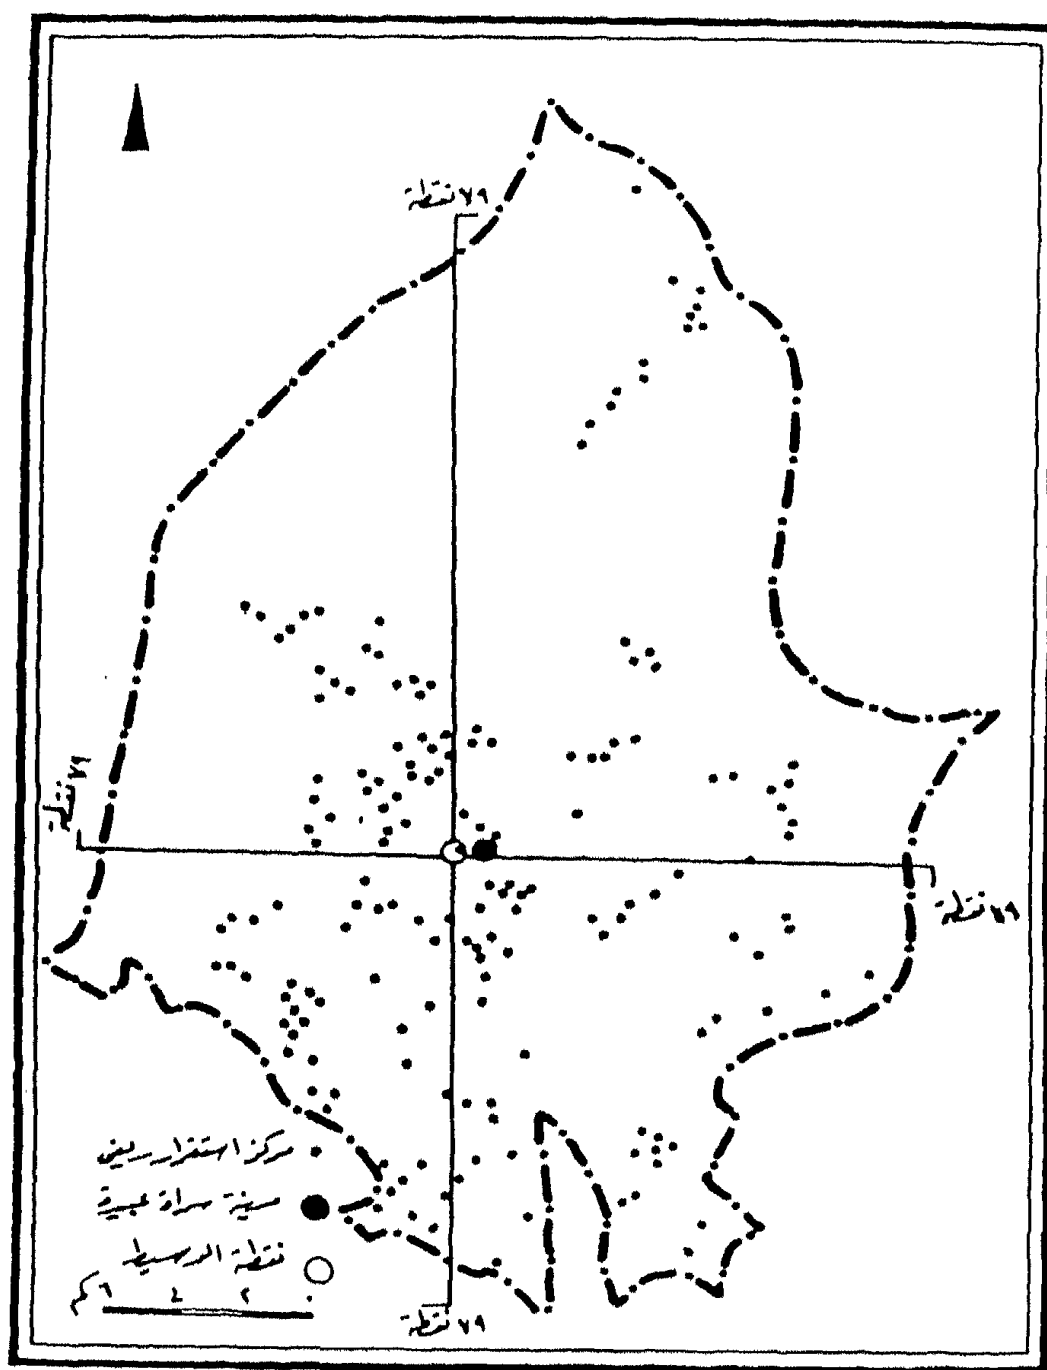 ٧٩ نقطة
٧٩ نقطة
٧٩ نقطة
مركز استقرار ريفي
مدينة سراة عبيدة
نقطة الوسيط
٦ كم ٤ ٢ ٠
٧٩ نقطة